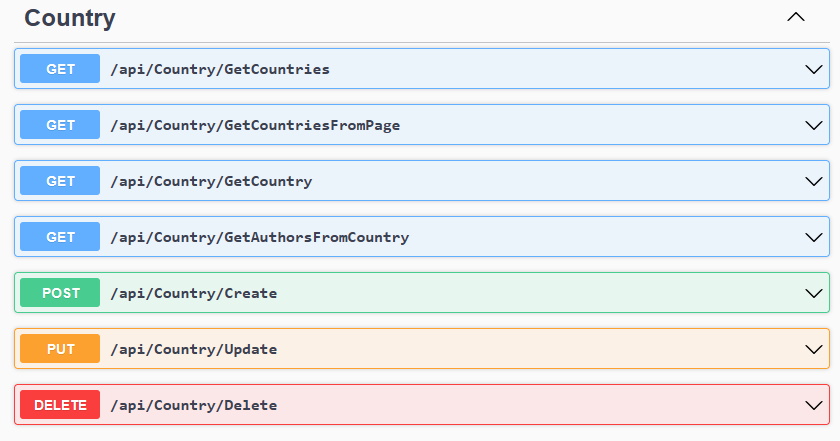 Country
GET /api/Country/GetCountries
GET /api/Country/GetCountriesFromPage
GET /api/Country/GetCountry
GET /api/Country/GetAuthorsFromCountry
POST /api/Country/Create
PUT /api/Country/Update
DELETE /api/Country/Delete